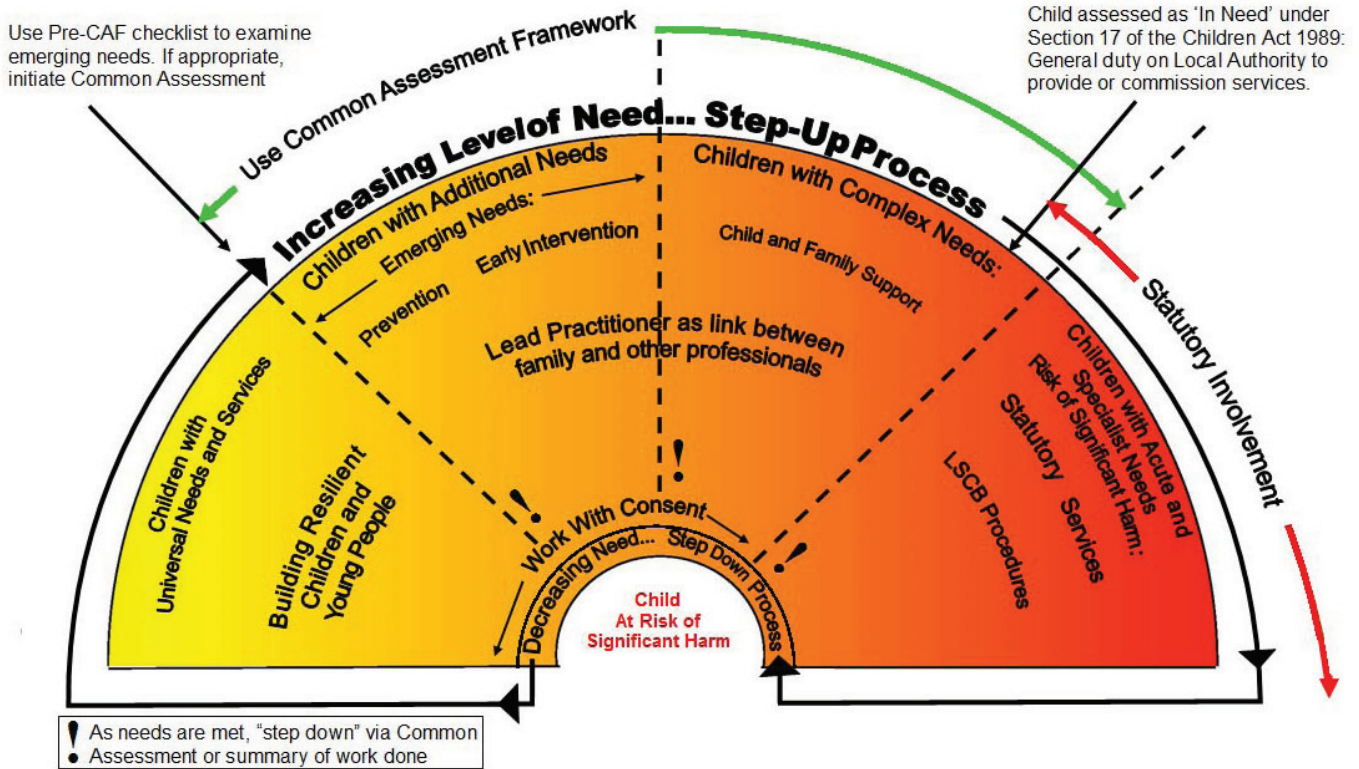 Use Pre-CAF checklist to examine
emerging needs. If appropriate,
initiate Common Assessment
Use Common Assessment Framework
Child assessed as 'In Need' under
Section 17 of the Children Act 1989:
General duty on Local Authority to
provide or commission services.
Increasing Level of Need... Step-Up Process
Children with Additional Needs
Emerging Needs:
Prevention Early Intervention
Children with Complex Needs:
Child and Family Support
Lead Practitioner as link between
family and other professionals
Statutory Involvement
Children with
Universal Needs and Services
Building Resilient
Children and
Young People
Children with Acute and
Specialist Needs
Risk of Significant Harm:
Statutory Services
LSCB Procedures
!
!
!
Work With Consent
Decreasing Need... Step Down Process
Child
At Risk of
Significant Harm
! As needs are met, "step down" via Common
Assessment or summary of work done